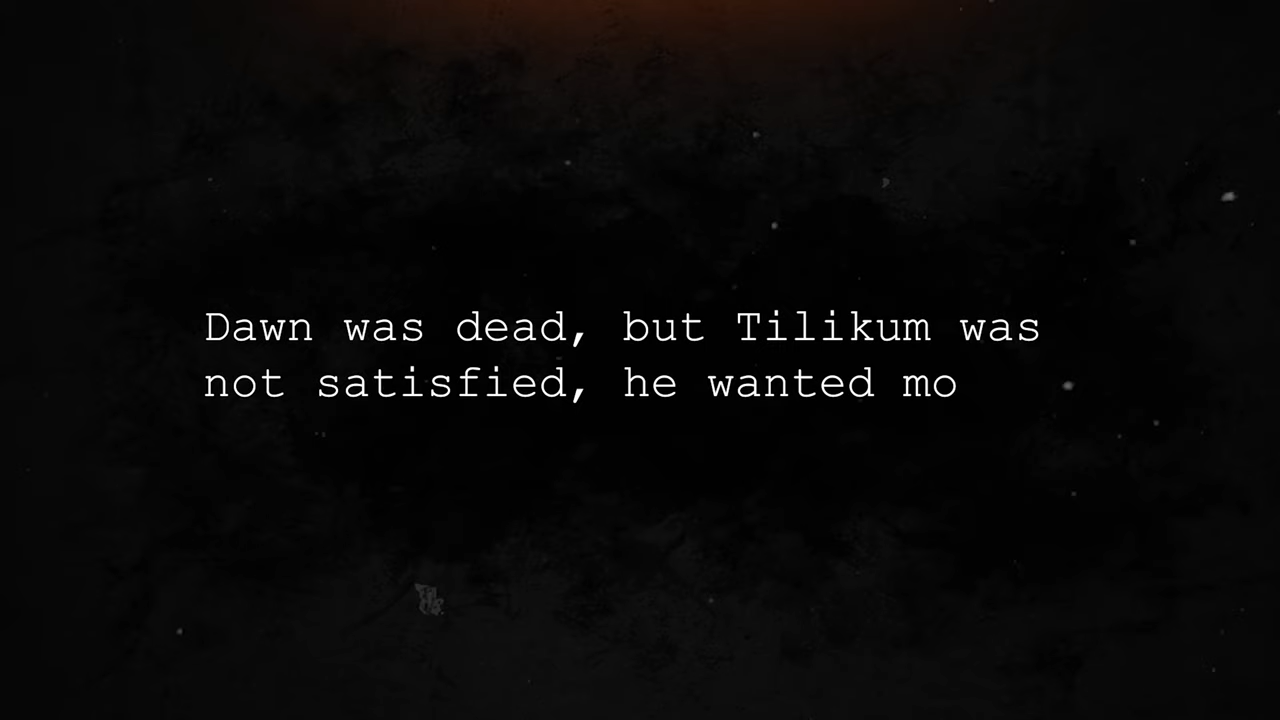 Dawn was dead, but Tilikum was
not satisfied, he wanted mo